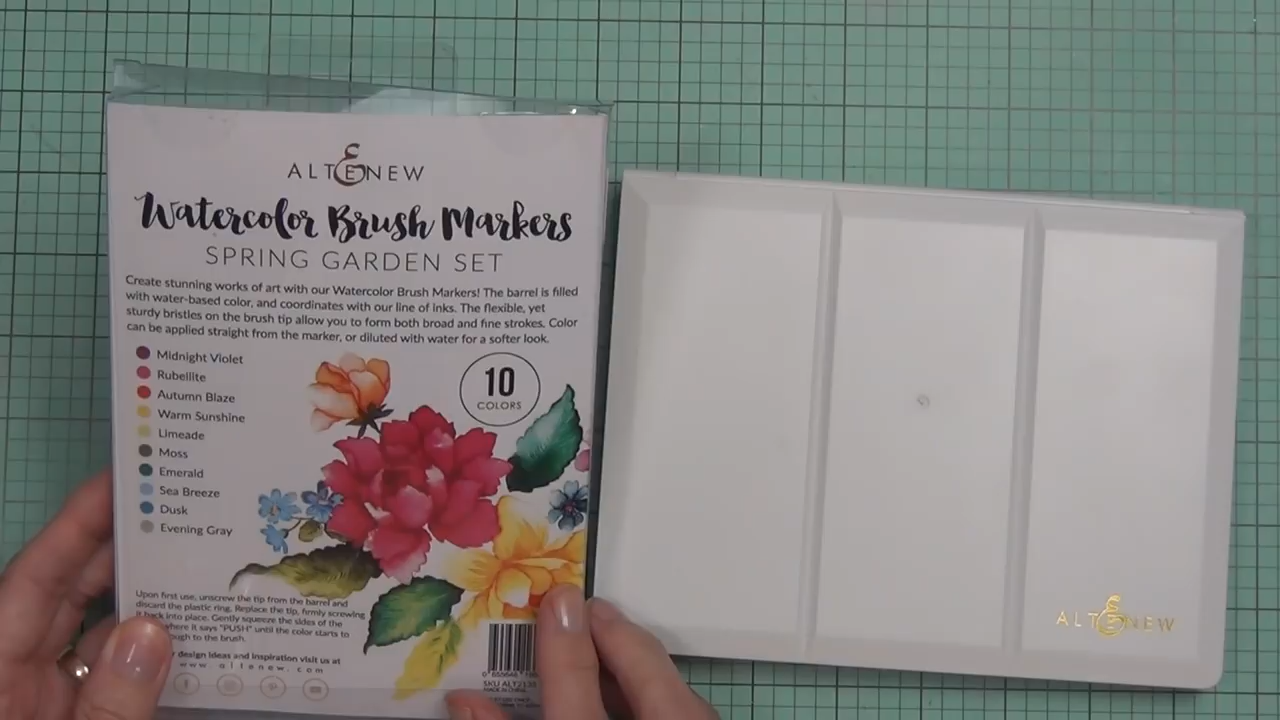 ALTENEW
Watercolor Brush Markers
SPRING GARDEN SET
Create stunning works of art with our Watercolor Brush Markers! The barrel is filled
with water-based color, and coordinates with our line of inks. The flexible, yet
sturdy bristles on the brush tip allow you to form both broad and fine strokes. Color
can be applied straight from the marker, or diluted with water for a softer look.
Midnight Violet
Rubellite
Autumn Blaze
Warm Sunshine
Limeade
Moss
Emerald
Sea Breeze
Dusk
Evening Gray
10
COLORS
Upon first use, unscrew the tip from the barrel and
discard the plastic ring. Replace the tip, firmly screwing
it back into place. Gently squeeze the sides of the
where it says "PUSH" until the color starts to
to the brush.
design ideas and inspiration visit us at
www.altenew.com
MADE IN CHINA
ALTENEW